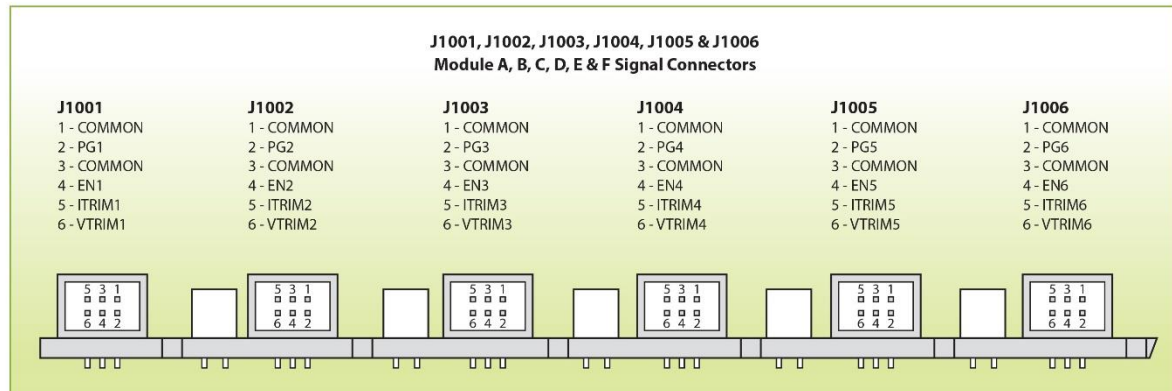 J1001, J1002, J1003, J1004, J1005 & J1006
Module A, B, C, D, E & F Signal Connectors
J1001
1 - COMMON
2 - PG1
3 - COMMON
4 - EN1
5 - ITRIM1
6 - VTRIM1
J1002
1 - COMMON
2 - PG2
3 - COMMON
4 - EN2
5 - ITRIM2
6 - VTRIM2
J1003
1 - COMMON
2 - PG3
3 - COMMON
4 - EN3
5 - ITRIM3
6 - VTRIM3
J1004
1 - COMMON
2 - PG4
3 - COMMON
4 - EN4
5 - ITRIM4
6 - VTRIM4
J1005
1 - COMMON
2 - PG5
3 - COMMON
4 - EN5
5 - ITRIM5
6 - VTRIM5
J1006
1 - COMMON
2 - PG6
3 - COMMON
4 - EN6
5 - ITRIM6
6 - VTRIM6
5 3 1
6 4 2
5 3 1
6 4 2
5 3 1
6 4 2
5 3 1
6 4 2
5 3 1
6 4 2
5 3 1
6 4 2